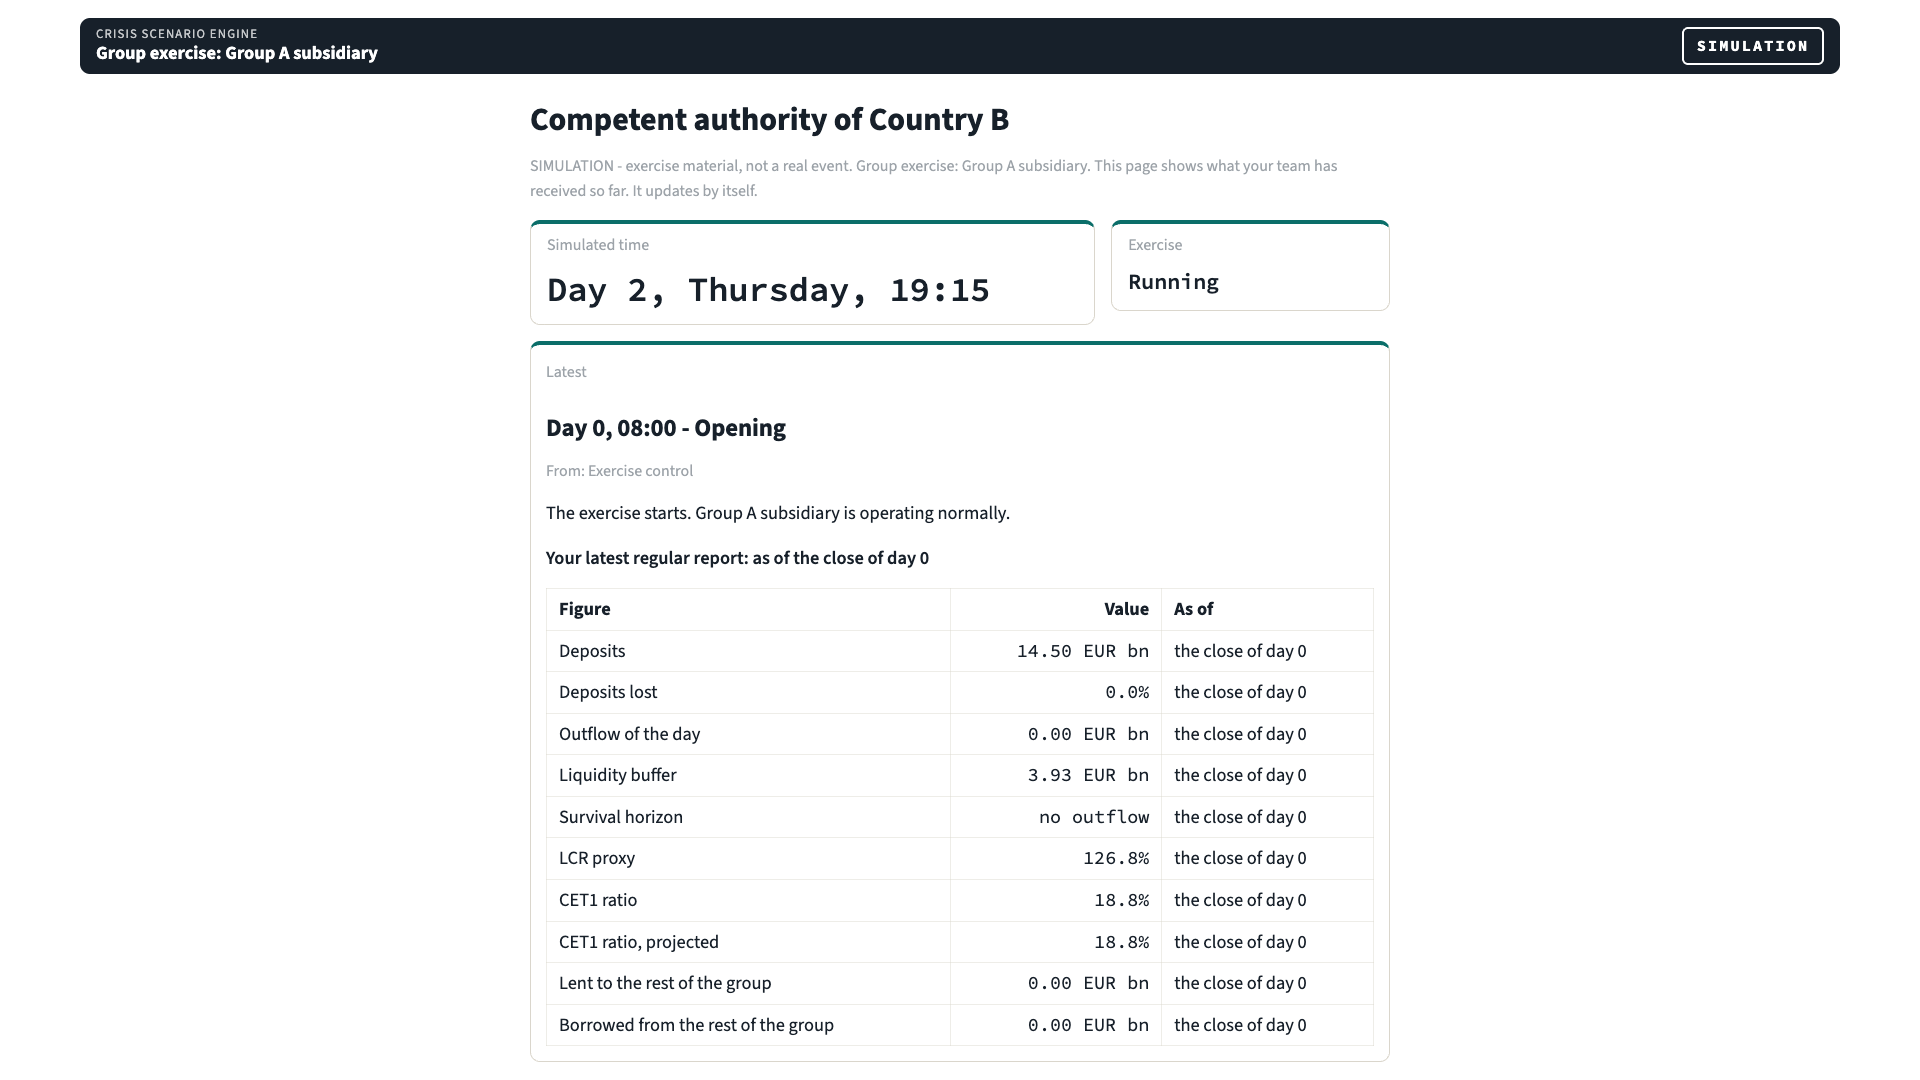 CRISIS SCENARIO ENGINE
Group exercise: Group A subsidiary
SIMULATION
Competent authority of Country B
SIMULATION - exercise material, not a real event. Group exercise: Group A subsidiary. This page shows what your team has
received so far. It updates by itself.
Simulated time
Day 2, Thursday, 19:15
Exercise
Running
Latest
Day 0, 08:00 - Opening
From: Exercise control
The exercise starts. Group A subsidiary is operating normally.
Your latest regular report: as of the close of day 0
Figure Value As of
Deposits 14.50 EUR bn the close of day 0
Deposits lost 0.0% the close of day 0
Outflow of the day 0.00 EUR bn the close of day 0
Liquidity buffer 3.93 EUR bn the close of day 0
Survival horizon no outflow the close of day 0
LCR proxy 126.8% the close of day 0
CET1 ratio 18.8% the close of day 0
CET1 ratio, projected 18.8% the close of day 0
Lent to the rest of the group 0.00 EUR bn the close of day 0
Borrowed from the rest of the group 0.00 EUR bn the close of day 0